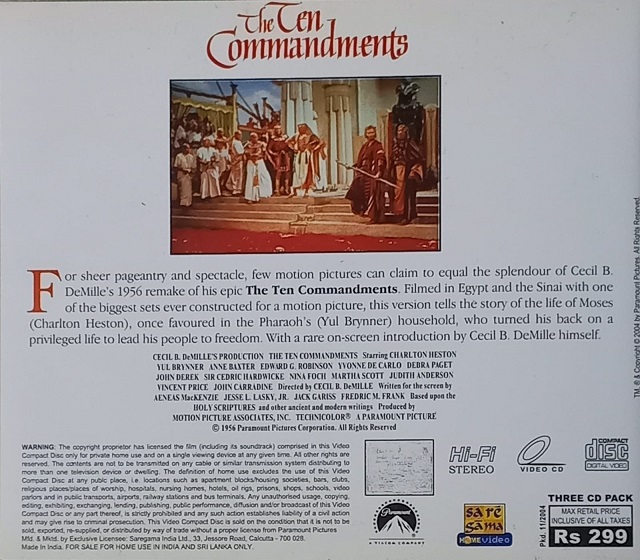 The Ten
Commandments
For sheer pageantry and spectacle, few motion pictures can claim to equal the splendour of Cecil B.
DeMille's 1956 remake of his epic The Ten Commandments. Filmed in Egypt and the Sinai with one
of the biggest sets ever constructed for a motion picture, this version tells the story of the life of Moses
(Charlton Heston), once favoured in the Pharaoh's (Yul Brynner) household, who turned his back on
privileged life to lead his people to freedom. With a rare on-screen introduction by Cecil B. DeMille himself.
CECIL B. DeMILLE'S PRODUCTION THE TEN COMMANDMENTS Starring CHARLTON HESTON
YUL BRYNNER ANNE BAXTER EDWARD G. ROBINSON YVONNE DE CARLO DEBRA PAGET
JOHN DEREK SIR CEDRIC HARDWICKE NINA FOCH MARTHA SCOTT JUDITH ANDERSON
VINCENT PRICE JOHN CARRADINE Directed by CECIL B. DeMILLE Written for the screen by
AENEAS MacKENZIE JESSE L. LASKY, JR. JACK GARISS FREDRIC M. FRANK Based upon the
HOLY SCRIPTURES and other ancient and modern writings Produced by
MOTION PICTURE ASSOCIATES, INC. TECHNICOLOR® A PARAMOUNT PICTURE
© 1956 Paramount Pictures Corporation. All Rights Reserved
WARNING: The copyright proprietor has licensed the film (including its soundtrack) comprised in this Video
Compact Disc only for private home use and on a single viewing device at any given time. All other rights are
reserved. The contents are not to be transmitted on any cable or similar transmission system distributing to
more than one television device or dwelling. The definition of home use excludes the use of this Video
Compact Disc at any public place, i.e. locations such as apartment blocks/housing societies, bars, clubs,
religious places/places of worship, hospitals, nursing homes, hotels, oil rigs, prisons, shops, schools, video
parlors and in public transports, airports, railway stations and bus terminals. Any unauthorised usage, copying,
editing, exhibiting, exchanging, lending, publishing, public performance, diffusion and/or broadcast of this Video
Compact Disc or any part thereof, is strictly prohibited and any such action establishes liability of a civil action
and may give rise to criminal prosecution. This Video Compact Disc is sold on the condition that it is not to be
sold, exported, re-supplied, or distributed by way of trade without a proper license from Paramount Pictures
Mfd. & Mktd. by Exclusive Licensee: Saregama India Ltd., 33, Jessore Road, Calcutta - 700 028.
Made in India. FOR SALE FOR HOME USE IN INDIA AND SRI LANKA ONLY.
Hi-Fi
STEREO
VIDEO CD
COMPACT
disc
DIGITAL VIDEO
Paramount
A VIACOM COMPANY
sa re
ga ma
HOME video
Pkd. 11/2004
THREE CD PACK
MAX RETAIL PRICE
INCLUSIVE OF ALL TAXES
Rs 299
TM, ® & Copyright © 2003 by Paramount Pictures. All Rights Reserved